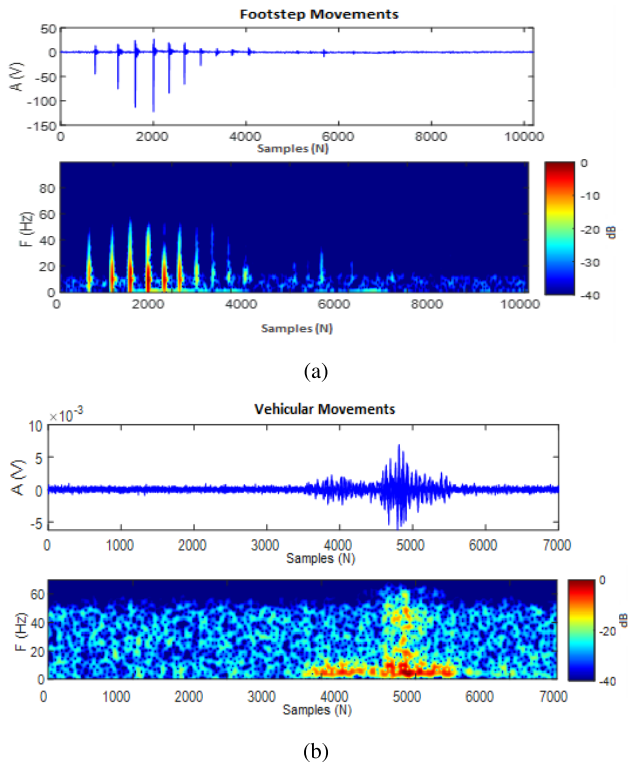 Footstep Movements
50
0
-50
-100
-150
A (V)
0 2000 4000 6000 8000 10000
Samples (N)
80
60
40
20
0
F (Hz)
0 2000 4000 6000 8000 10000
Samples (N)
0
-10
-20
-30
-40
dB
(a)
Vehicular Movements
×10⁻³
10
5
0
-5
A (V)
0 1000 2000 3000 4000 5000 6000 7000
Samples (N)
60
40
20
0
F (Hz)
0 1000 2000 3000 4000 5000 6000 7000
Samples (N)
0
-20
-40
dB
(b)